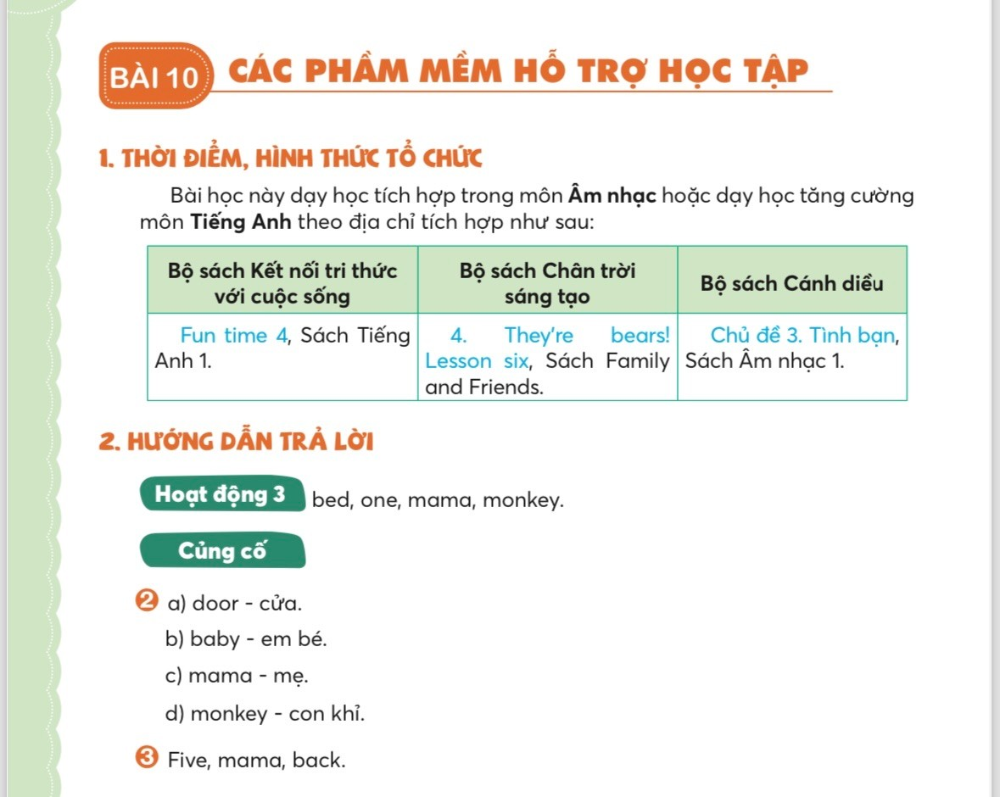 BÀI 10 CÁC PHẦM MỀM HỖ TRỢ HỌC TẬP
1. THỜI ĐIỂM, HÌNH THỨC TỔ CHỨC
Bài học này dạy học tích hợp trong môn Âm nhạc hoặc dạy học tăng cường
môn Tiếng Anh theo địa chỉ tích hợp như sau:
Bộ sách Kết nối tri thức
với cuộc sống
Bộ sách Chân trời
sáng tạo
Bộ sách Cánh diều
Fun time 4, Sách Tiếng
Anh 1.
4. They're bears!
Lesson six, Sách Family
and Friends.
Chủ đề 3. Tình bạn,
Sách Âm nhạc 1.
2. HƯỚNG DẪN TRẢ LỜI
Hoạt động 3 bed, one, mama, monkey.
Củng cố
2 a) door - cửa.
b) baby - em bé.
c) mama - mẹ.
d) monkey - con khỉ.
3 Five, mama, back.